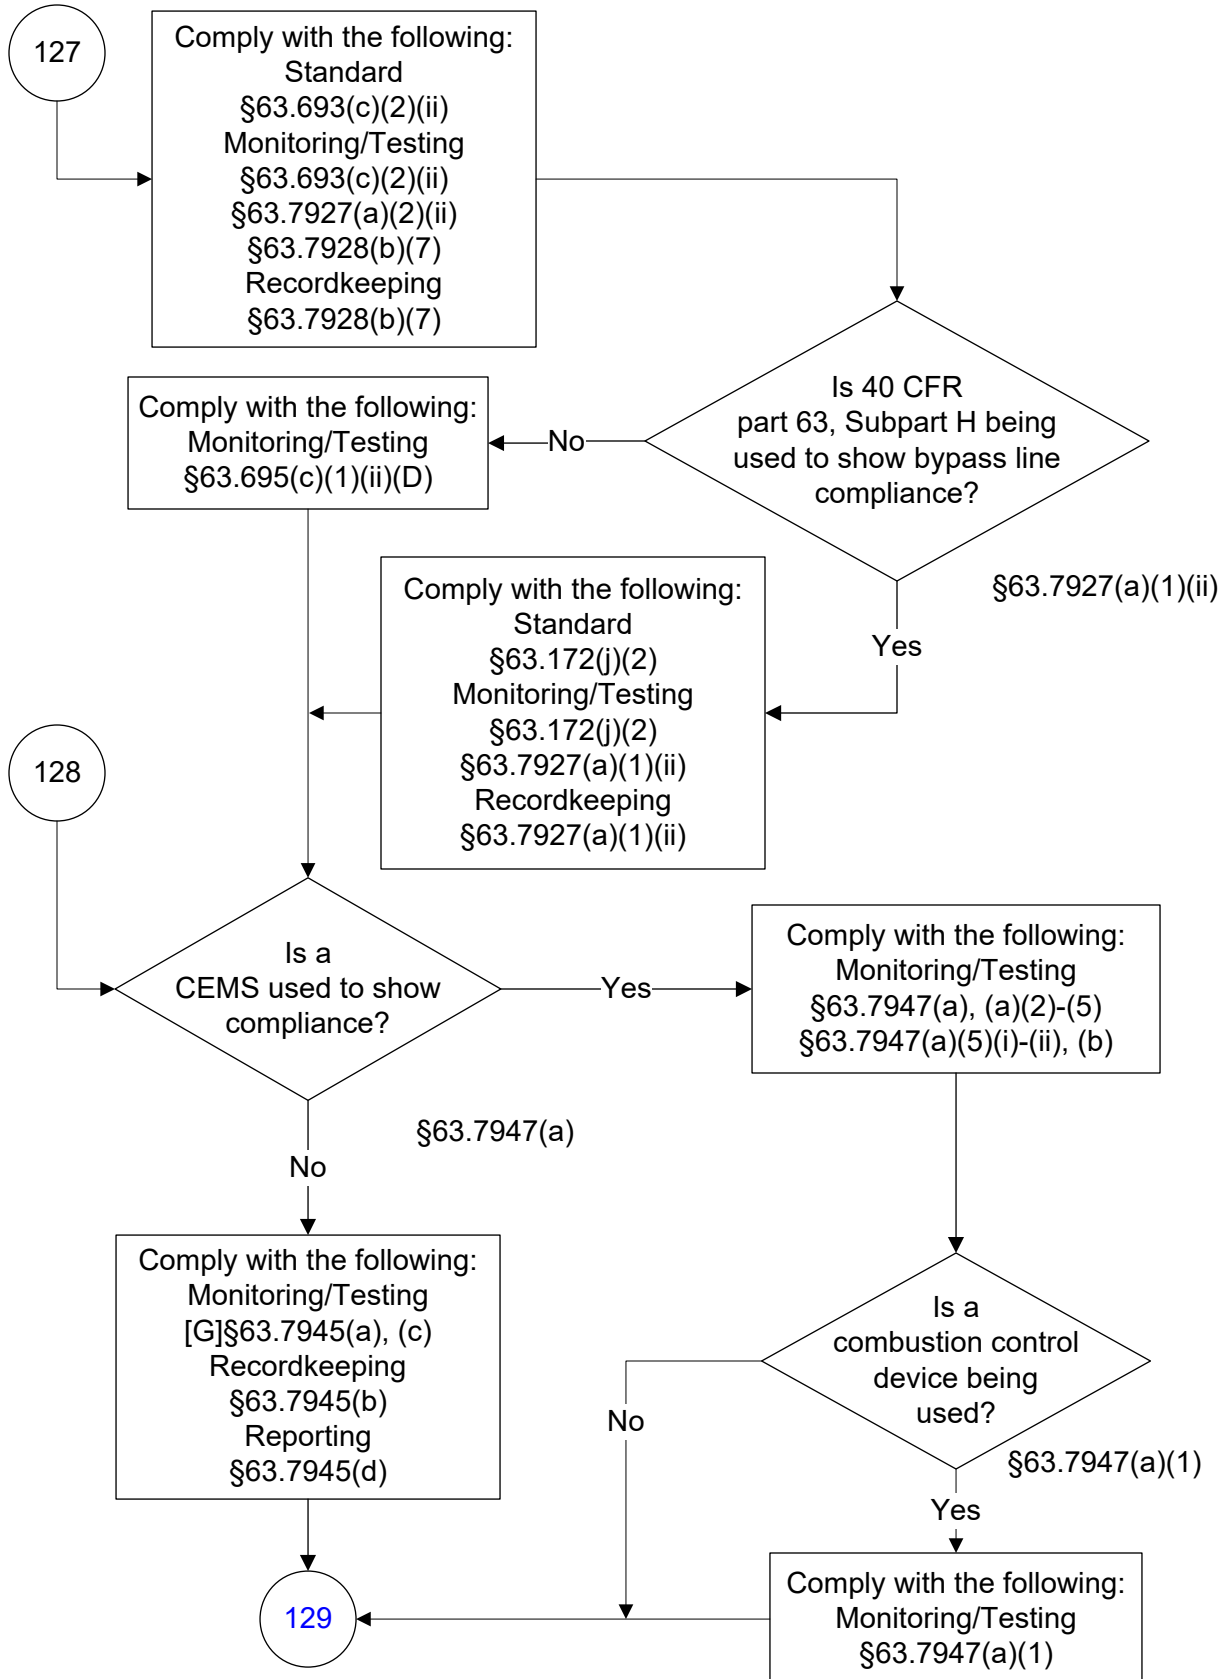 127
Comply with the following:
Standard
§63.693(c)(2)(ii)
Monitoring/Testing
§63.693(c)(2)(ii)
§63.7927(a)(2)(ii)
§63.7928(b)(7)
Recordkeeping
§63.7928(b)(7)
Is 40 CFR
part 63, Subpart H being
used to show bypass line
compliance?
§63.7927(a)(1)(ii)
No
Comply with the following:
Monitoring/Testing
§63.695(c)(1)(ii)(D)
Yes
Comply with the following:
Standard
§63.172(j)(2)
Monitoring/Testing
§63.172(j)(2)
§63.7927(a)(1)(ii)
Recordkeeping
§63.7927(a)(1)(ii)
128
Is a
CEMS used to show
compliance?
§63.7947(a)
Yes
Comply with the following:
Monitoring/Testing
§63.7947(a), (a)(2)-(5)
§63.7947(a)(5)(i)-(ii), (b)
No
Comply with the following:
Monitoring/Testing
[G]§63.7945(a), (c)
Recordkeeping
§63.7945(b)
Reporting
§63.7945(d)
Is a
combustion control
device being
used?
§63.7947(a)(1)
No
Yes
Comply with the following:
Monitoring/Testing
§63.7947(a)(1)
129